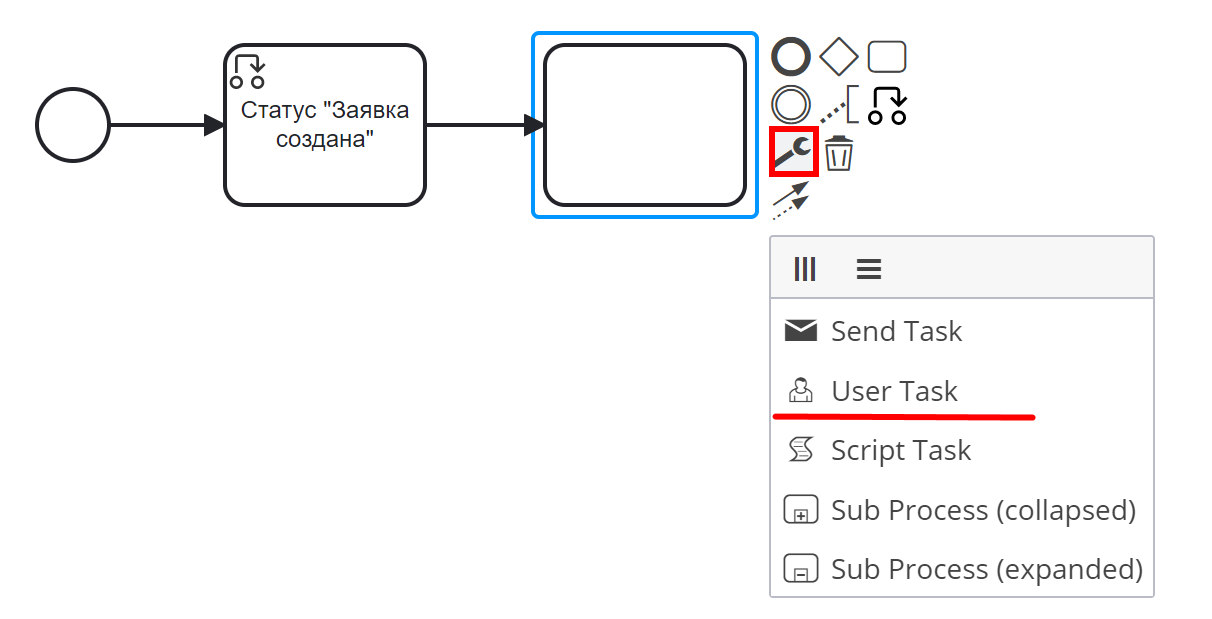 Статус "Заявка
создана"
Send Task
User Task
Script Task
Sub Process (collapsed)
Sub Process (expanded)